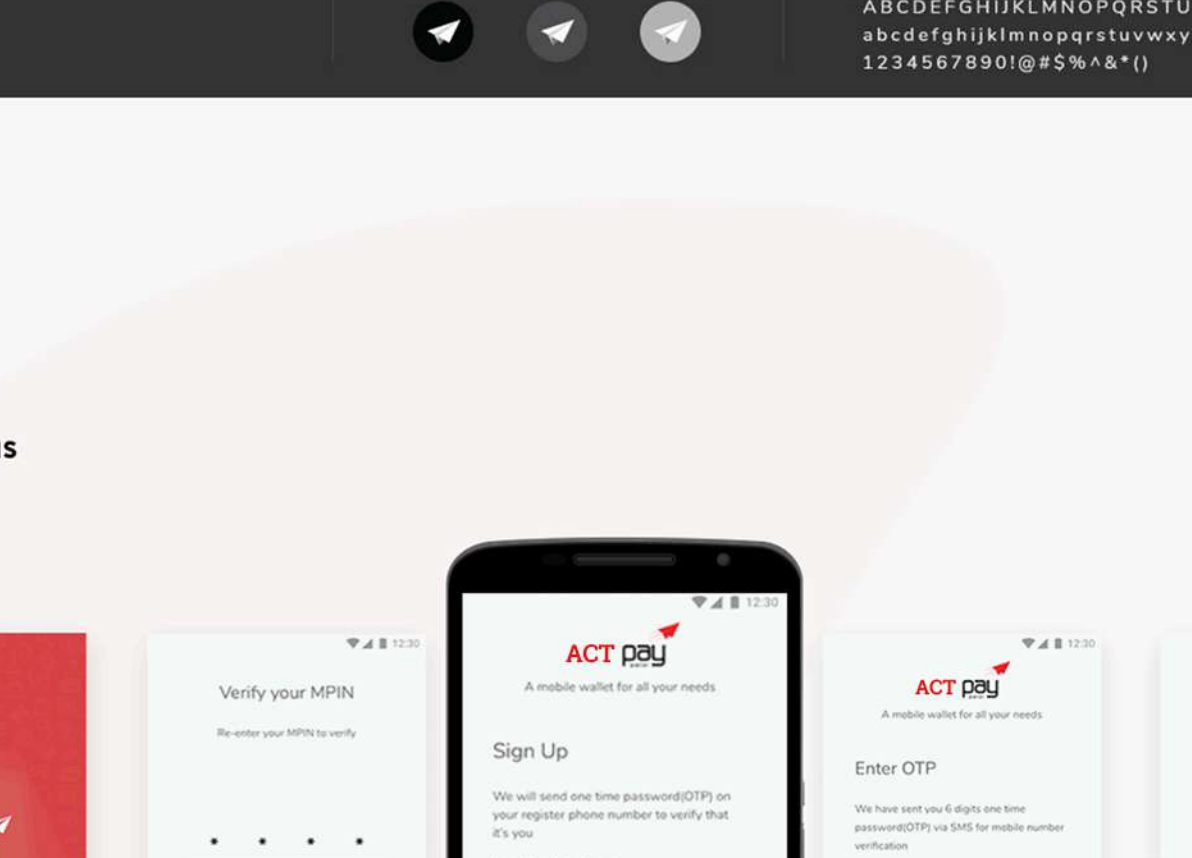 ABCDEFGHIJKLMNOPQRSTU
abcdefghijklmnopqrstuvwxy
1234567890!@#$%^&*()
12:30
Verify your MPIN
Re-enter your MPIN to verify
* * * *
12:30
ACT pay
A mobile wallet for all your needs
Sign Up
We will send one time password(OTP) on
your register phone number to verify that
it's you
12:30
ACT pay
A mobile wallet for all your needs
Enter OTP
We have sent you 6 digits one time
password(OTP) via SMS for mobile number
verification